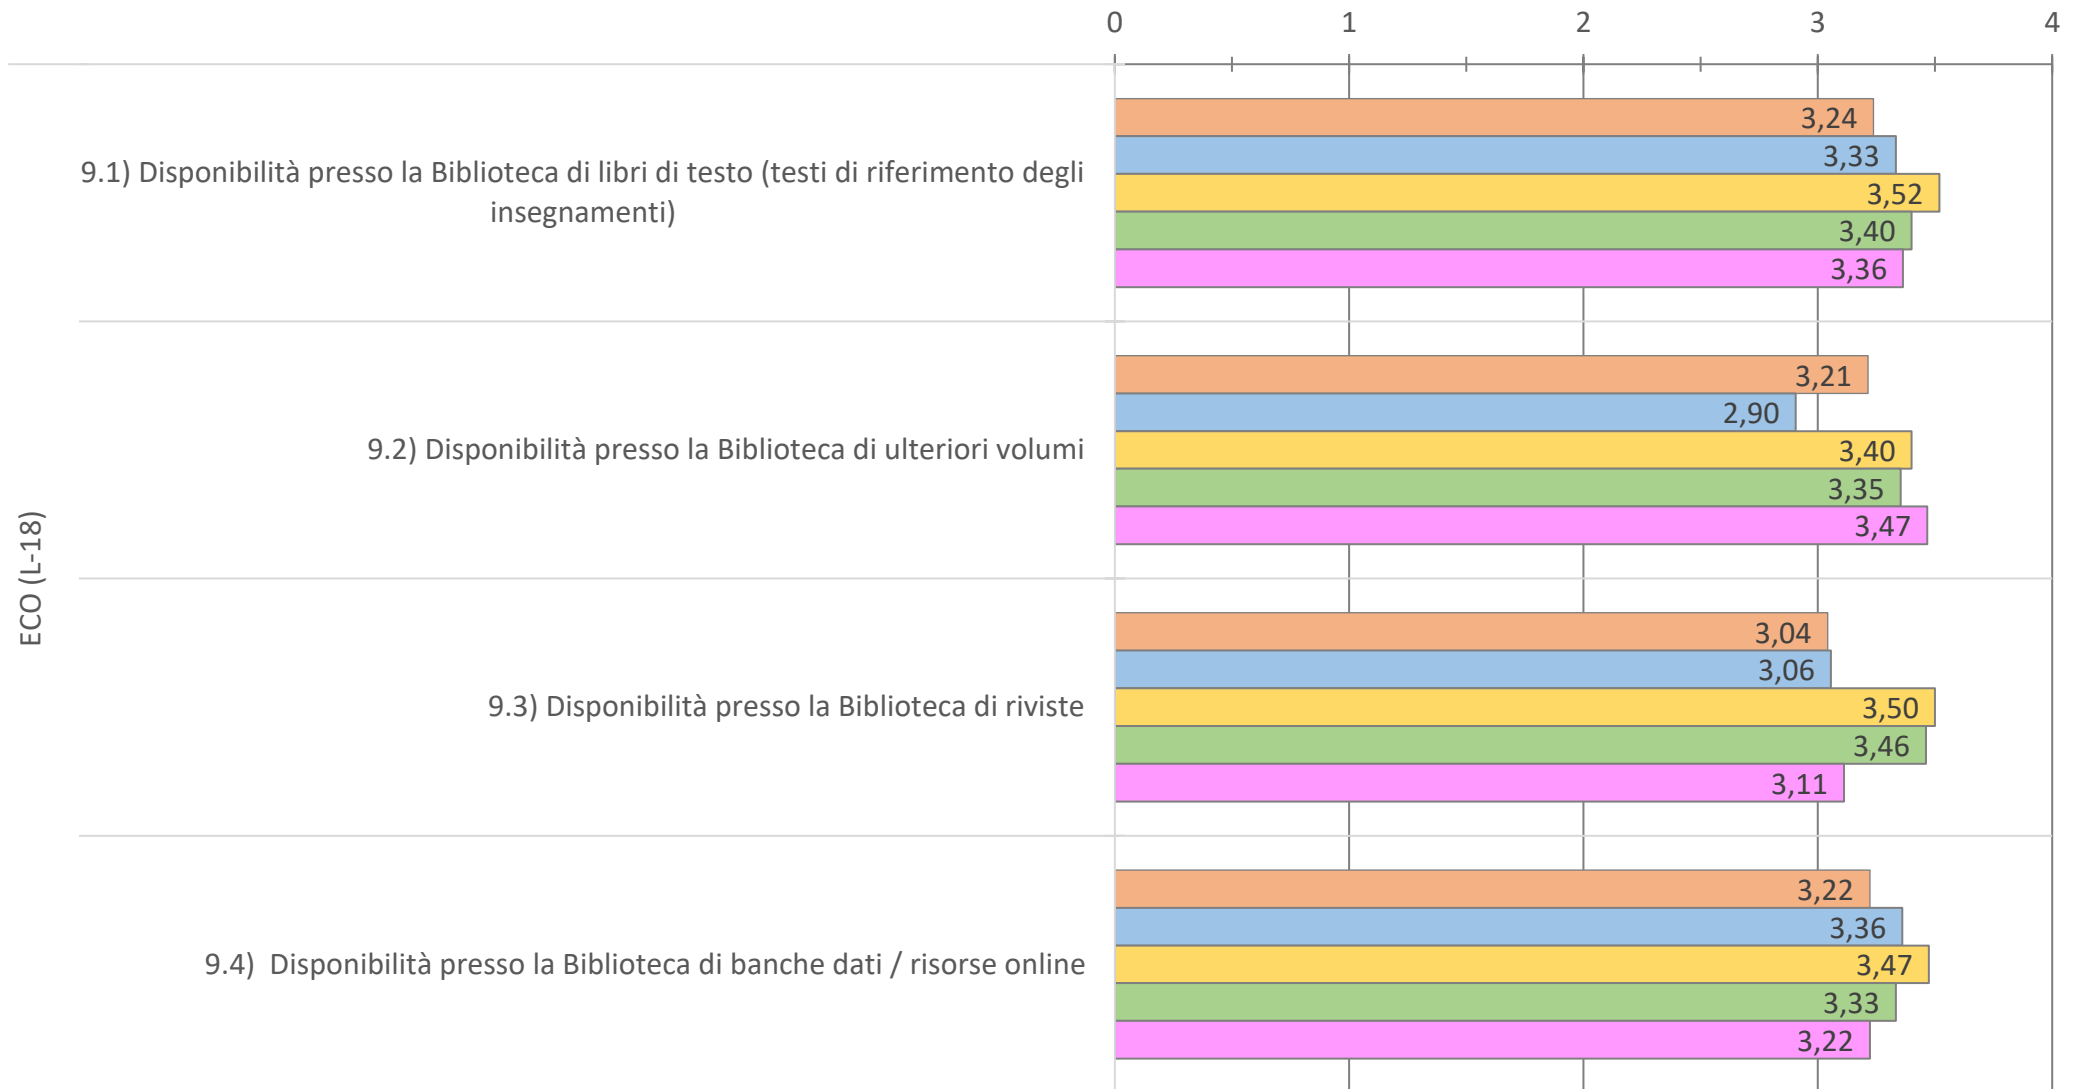 0 1 2 3 4
ECO (L-18)
9.1) Disponibilità presso la Biblioteca di libri di testo (testi di riferimento degli
insegnamenti)
3,24
3,33
3,52
3,40
3,36
9.2) Disponibilità presso la Biblioteca di ulteriori volumi
3,21
2,90
3,40
3,35
3,47
9.3) Disponibilità presso la Biblioteca di riviste
3,04
3,06
3,50
3,46
3,11
9.4)  Disponibilità presso la Biblioteca di banche dati / risorse online
3,22
3,36
3,47
3,33
3,22